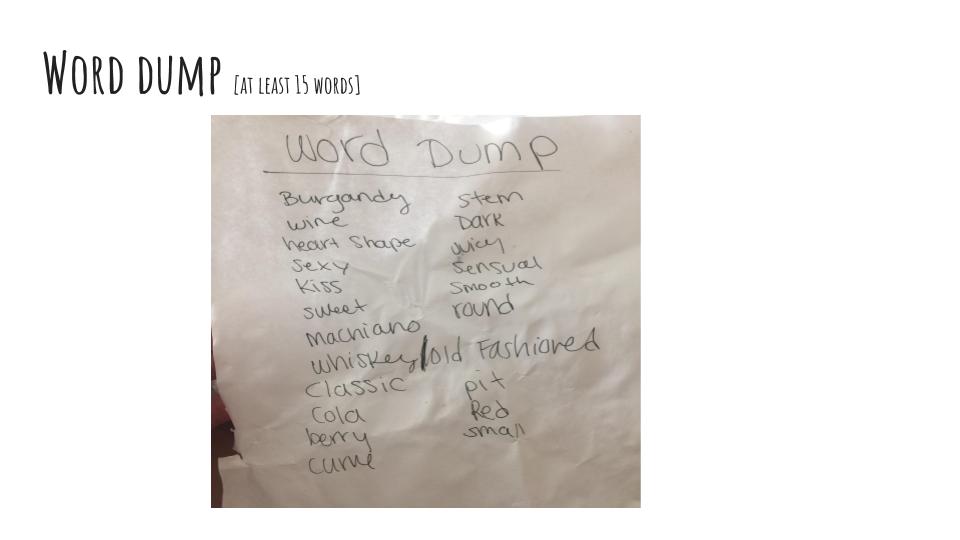 WORD DUMP [AT LEAST 15 WORDS]
Word Dump
Burgandy
wine
heart Shape
Sexy
Kiss
sweet
Machiano
whiskey/old Fashioned
Classic
Cola
berry
curve
Stem
Dark
juicy
Sensual
Smooth
round
pit
Red
small